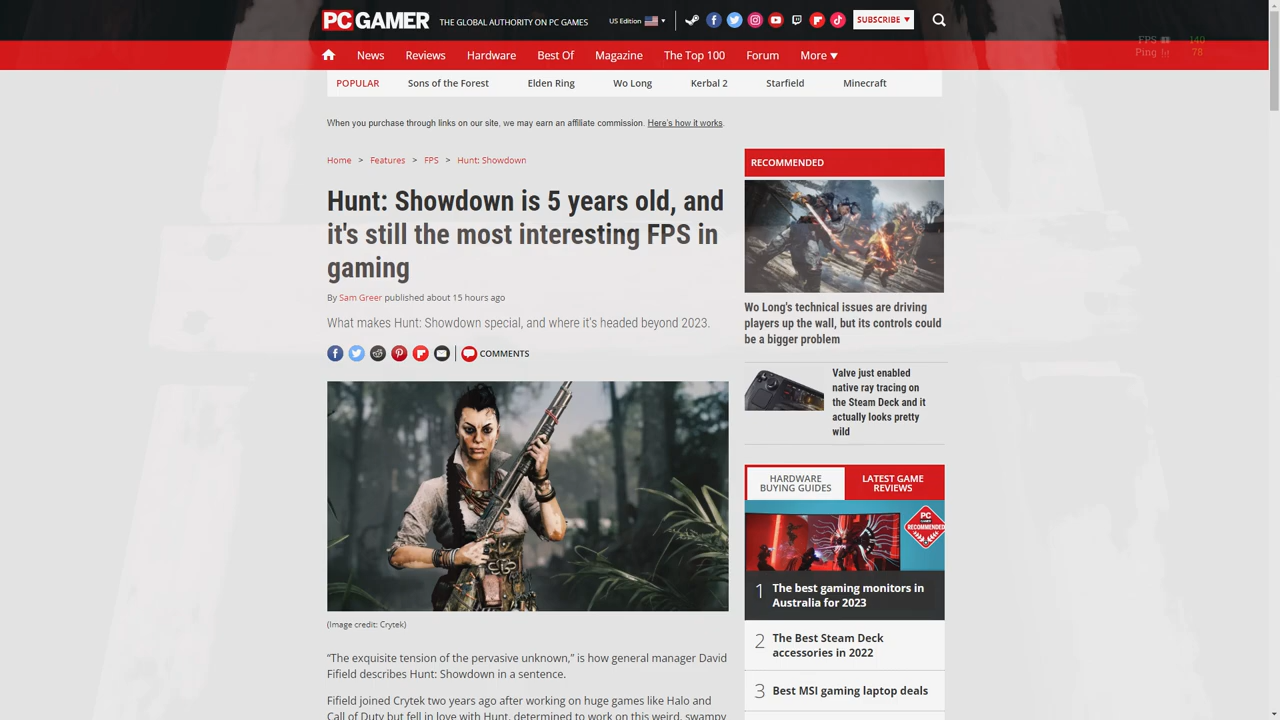 PC GAMER THE GLOBAL AUTHORITY ON PC GAMES US Edition SUBSCRIBE
FPS 140
Ping 78
News Reviews Hardware Best Of Magazine The Top 100 Forum More
POPULAR Sons of the Forest Elden Ring Wo Long Kerbal 2 Starfield Minecraft
When you purchase through links on our site, we may earn an affiliate commission. Here's how it works.
Home > Features > FPS > Hunt: Showdown
Hunt: Showdown is 5 years old, and
it's still the most interesting FPS in
gaming
By Sam Greer published about 15 hours ago
What makes Hunt: Showdown special, and where it's headed beyond 2023.
COMMENTS
(Image credit: Crytek)
“The exquisite tension of the pervasive unknown,” is how general manager David
Fifield describes Hunt: Showdown in a sentence.
Fifield joined Crytek two years ago after working on huge games like Halo and
Call of Duty but fell in love with Hunt, determined to work on this weird, swampy
RECOMMENDED
Wo Long's technical issues are driving
players up the wall, but its controls could
be a bigger problem
Valve just enabled
native ray tracing on
the Steam Deck and it
actually looks pretty
wild
HARDWARE
BUYING GUIDES
LATEST GAME
REVIEWS
PC
GAMER
RECOMMENDED
1 The best gaming monitors in
Australia for 2023
2 The Best Steam Deck
accessories in 2022
3 Best MSI gaming laptop deals